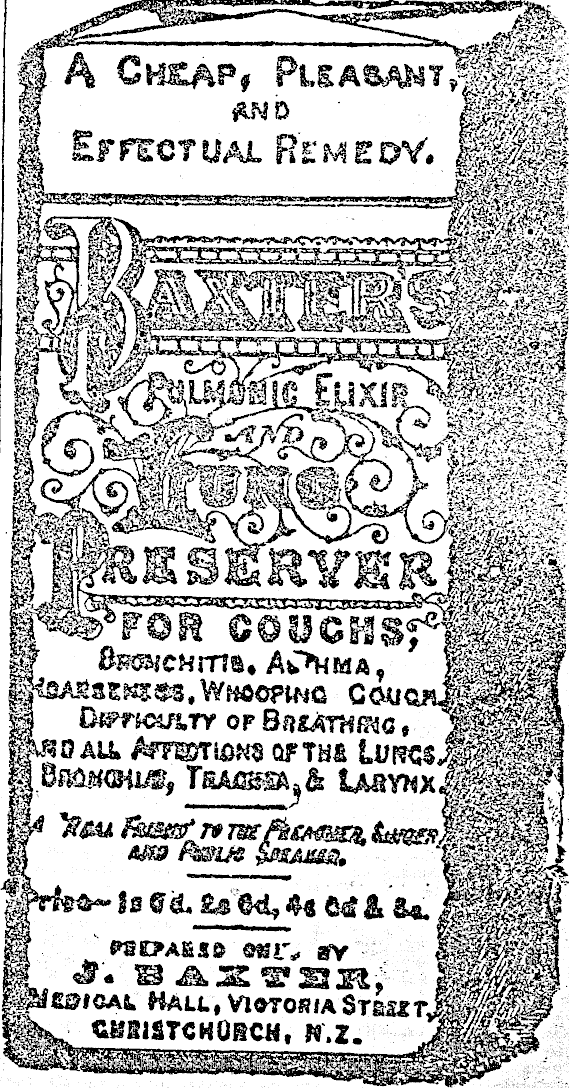 A CHEAP, PLEASANT,
AND
EFFECTUAL REMEDY.
BAXTER'S
PULMONIC ELIXIR
AND
LUNG
PRESERVER
FOR COUGHS,
BRONCHITIS. ASTHMA,
HOARSENESS, WHOOPING COUGH,
DIFFICULTY OF BREATHING,
AND ALL AFFECTIONS OF THE LUNGS,
BRONCHIAE, TRACHEA, & LARYNX.
A 'REAL FRIEND' TO THE PREACHER, SINGER,
AND PUBLIC SPEAKER.
Price— 1s 6d. 2s 6d, 4s 6d & 8s.
PREPARED ONLY BY
J. BAXTER,
MEDICAL HALL, VICTORIA STREET,
CHRISTCHURCH, N.Z.